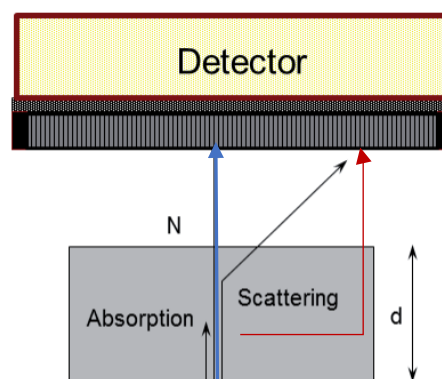 Detector
N
Scattering
Absorption
d